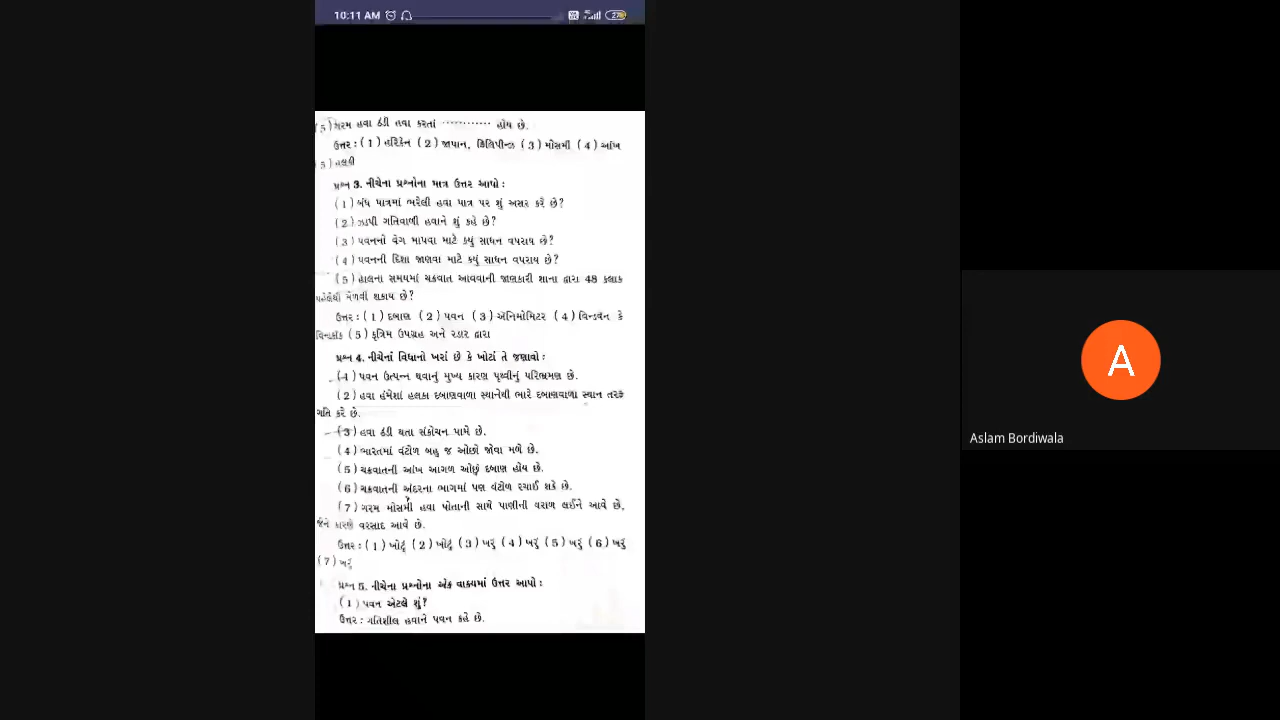 10:11 AM
27
(5) ગરમ હવા ઠંડી હવા કરતાં ............ હોય છે.
ઉત્તર : (1) હરિકેન (2) જાપાન, ફિલિપીન્ઝ (3) મોસમી (4) આંખ
(5) હલકી
પ્રશ્ન 3. નીચેના પ્રશ્નોના માત્ર ઉત્તર આપો :
(1) બંધ પાત્રમાં ભરેલી હવા પાત્ર પર શું અસર કરે છે?
(2) ઝડપી ગતિવાળી હવાને શું કહે છે?
(3) પવનનો વેગ માપવા માટે કયું સાધન વપરાય છે?
(4) પવનની દિશા જાણવા માટે કયું સાધન વપરાય છે?
(5) હાલના સમયમાં ચક્રવાત આવવાની જાણકારી શાના દ્વારા 48 કલાક
પહેલેથી મેળવી શકાય છે?
ઉત્તર : (1) દબાણ (2) પવન (3) ઍનિમોમિટર (4) વિન્ડવૅન કે
વિન્ડકૉક (5) કૃત્રિમ ઉપગ્રહ અને રડાર દ્વારા
પ્રશ્ન 4. નીચેનાં વિધાનો ખરાં છે કે ખોટાં તે જણાવો :
(1) પવન ઉત્પન્ન થવાનું મુખ્ય કારણ પૃથ્વીનું પરિભ્રમણ છે.
(2) હવા હંમેશાં હલકા દબાણવાળા સ્થાનેથી ભારે દબાણવાળા સ્થાન તરફ
ગતિ કરે છે.
(3) હવા ઠંડી થતા સંકોચન પામે છે.
(4) ભારતમાં વંટોળ બહુ જ ઓછો જોવા મળે છે.
(5) ચક્રવાતની આંખ આગળ ઓછું દબાણ હોય છે.
(6) ચક્રવાતની અંદરના ભાગમાં પણ વંટોળ રચાઈ શકે છે.
(7) ગરમ મોસમી હવા પોતાની સાથે પાણીની વરાળ લઈને આવે છે,
જેને કારણે વરસાદ આવે છે.
ઉત્તર : (1) ખોટું (2) ખોટું (3) ખરું (4) ખરું (5) ખરું (6) ખરું
(7) ખરું
પ્રશ્ન 5. નીચેના પ્રશ્નોના એક વાક્યમાં ઉત્તર આપો :
(1) પવન એટલે શું?
ઉત્તર : ગતિશીલ હવાને પવન કહે છે.
A
Aslam Bordiwala